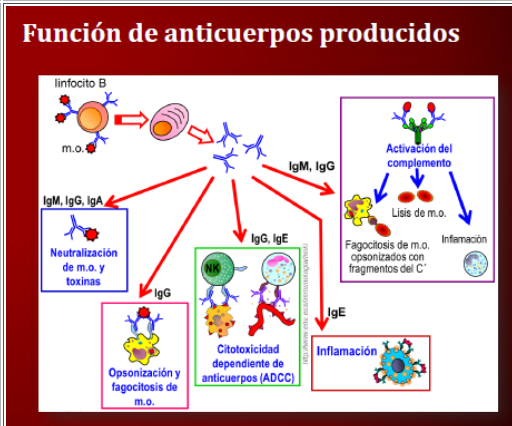 Función de anticuerpos producidos
linfocito B
m.o.
IgM, IgG, IgA
Neutralización
de m.o. y
toxinas
IgG
Opsonización y
fagocitosis de
m.o.
IgG, IgE
NK
Citotoxicidad
dependiente de
anticuerpos (ADCC)
IgE
Inflamación
IgM, IgG
Activación del
complemento
Lisis de m.o.
Fagocitosis de m.o.
opsonizados con
fragmentos del C'
Inflamación